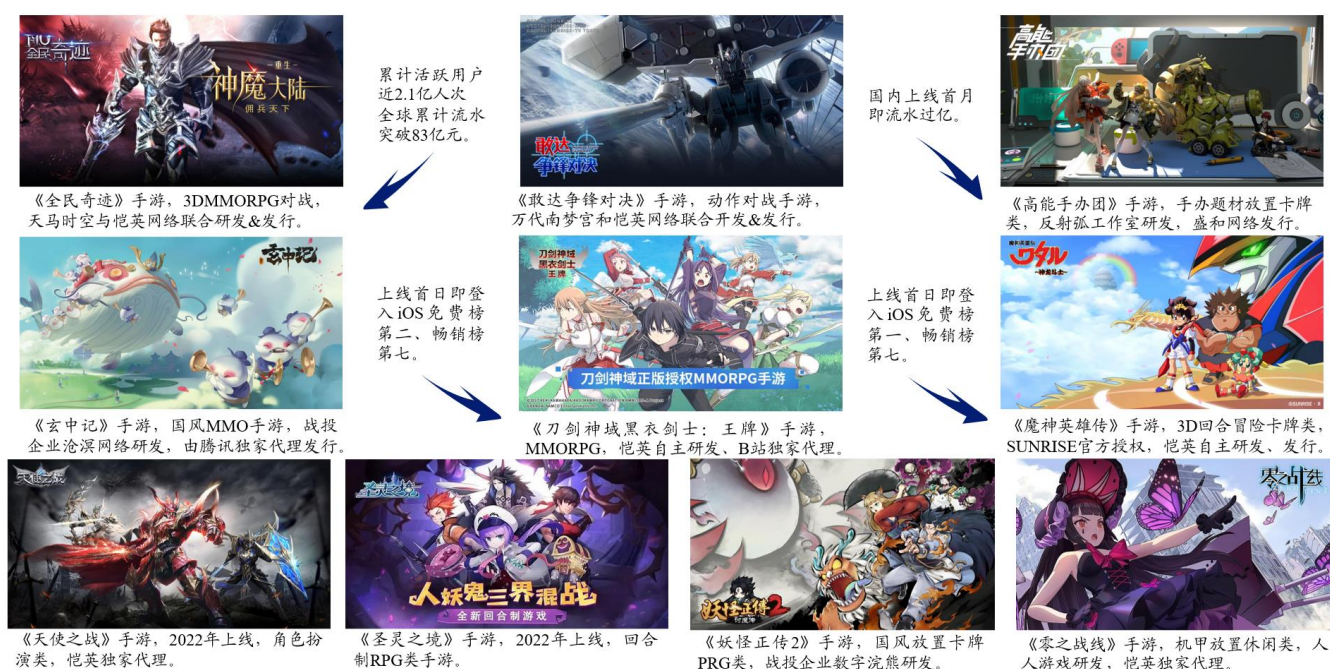 全民奇迹
重生
神魔大陆
佣兵天下
累计活跃用户
近2.1亿人次
全球累计流水
突破83亿元。
敢达
争锋对决
国内上线首月
即流水过亿。
高能
手办团
《全民奇迹》手游，3DMMORPG对战，
天马时空与恺英网络联合研发&发行。
《敢达争锋对决》手游，动作对战手游，
万代南梦宫和恺英网络联合开发&发行。
《高能手办团》手游，手办题材放置卡牌
类，反射弧工作室研发，盛和网络发行。
玄中记
上线首日即登
入iOS免费榜
第二、畅销榜
第七。
刀剑神域
黑衣剑士
王牌
刀剑神域正版授权MMORPG手游
上线首日即登
入iOS免费榜
第一、畅销榜
第七。
魔神英雄传
ワタル
~神龙斗士~
©SUNRISE·R
《玄中记》手游，国风MMO手游，战投
企业沧溟网络研发，由腾讯独家代理发行。
《刀剑神域黑衣剑士：王牌》手游，
MMORPG，恺英自主研发、B站独家代理。
《魔神英雄传》手游，3D回合冒险卡牌类，
SUNRISE官方授权，恺英自主研发、发行。
天使之战
圣灵之境
人妖鬼三界混战
全新回合制游戏
妖怪正传2
零之战线
《天使之战》手游，2022年上线，角色扮
演类，恺英独家代理。
《圣灵之境》手游，2022年上线，回合
制RPG类手游。
《妖怪正传2》手游，国风放置卡牌
PRG类，战投企业数字浣熊研发。
《零之战线》手游，机甲放置休闲类，人
人游戏研发，恺英独家代理。